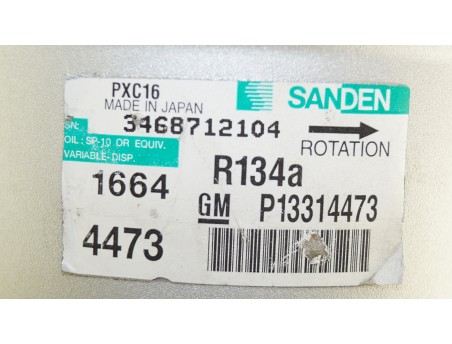 PXC16
MADE IN JAPAN
SANDEN
SN: 3468712104
ROTATION
OIL: SP-10 OR EQUIV.
VARIABLE-DISP.
1664
R134a
GM P13314473
4473